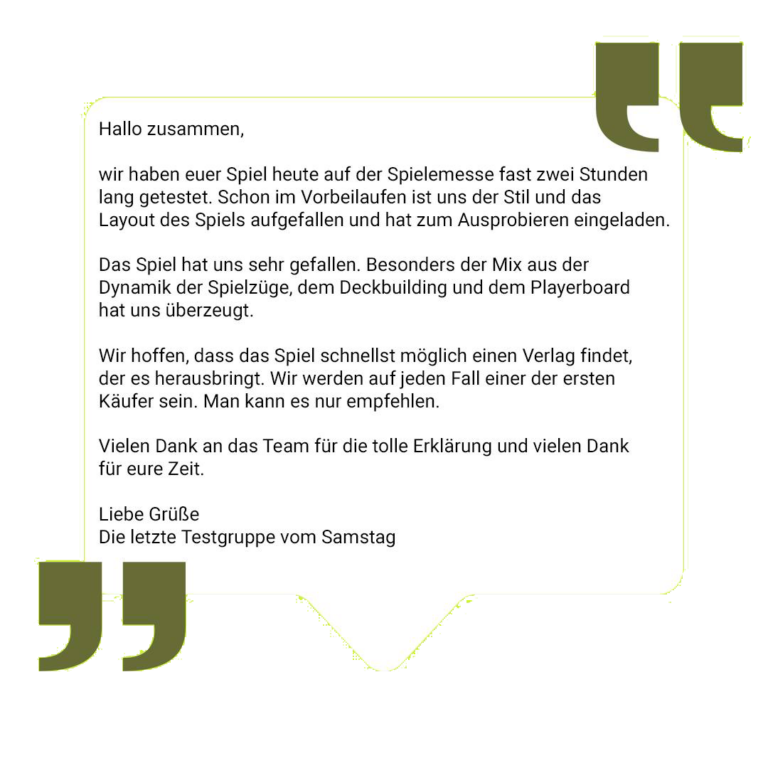 Hallo zusammen,
wir haben euer Spiel heute auf der Spielemesse fast zwei Stunden
lang getestet. Schon im Vorbeilaufen ist uns der Stil und das
Layout des Spiels aufgefallen und hat zum Ausprobieren eingeladen.
Das Spiel hat uns sehr gefallen. Besonders der Mix aus der
Dynamik der Spielzüge, dem Deckbuilding und dem Playerboard
hat uns überzeugt.
Wir hoffen, dass das Spiel schnellst möglich einen Verlag findet,
der es herausbringt. Wir werden auf jeden Fall einer der ersten
Käufer sein. Man kann es nur empfehlen.
Vielen Dank an das Team für die tolle Erklärung und vielen Dank
für eure Zeit.
Liebe Grüße
Die letzte Testgruppe vom Samstag